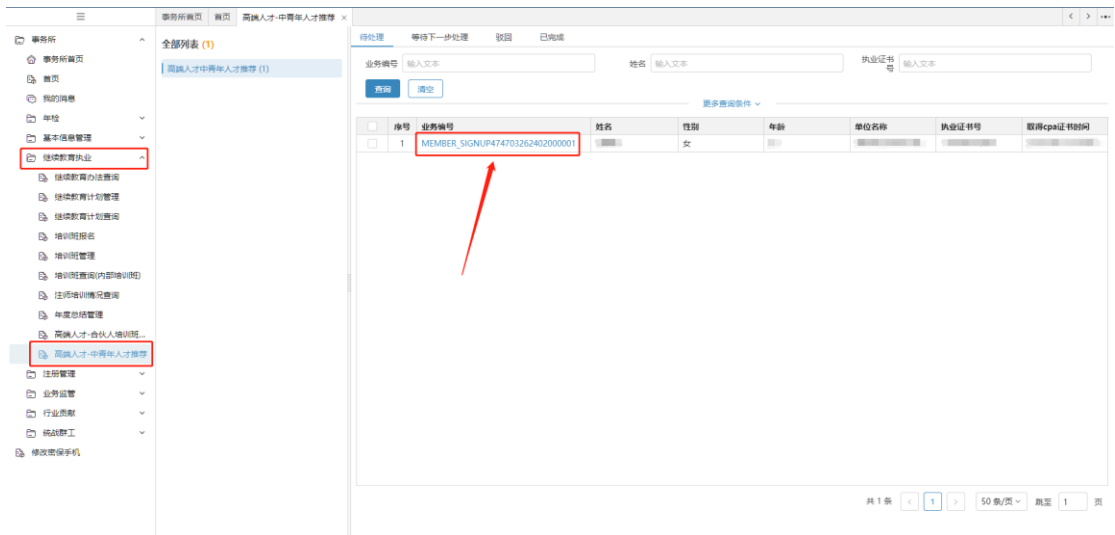 事务所首页 首页 高端人才-中青年人才推荐 ×
事务所
事务所首页
首页
我的消息
年检
基本信息管理
继续教育执业
继续教育办法查询
继续教育计划管理
继续教育计划查询
培训班报名
培训班管理
培训班查询(内部培训班)
注师培训情况查询
年度总结管理
高端人才-合伙人培训班...
高端人才-中青年人才推荐
注册管理
业务监管
行业贡献
统战群工
修改密保手机
全部列表 (1)
高端人才中青年人才推荐 (1)
待处理 等待下一步处理 驳回 已完成
业务编号 输入文本 姓名 输入文本 执业证书号 输入文本
查询 清空
更多查询条件
序号 业务编号 姓名 性别 年龄 单位名称 执业证书号 取得cpa证书时间
1 MEMBER_SIGNUP474703262402000001 女
共 1 条 < 1 > 50 条/页 跳至 1 页